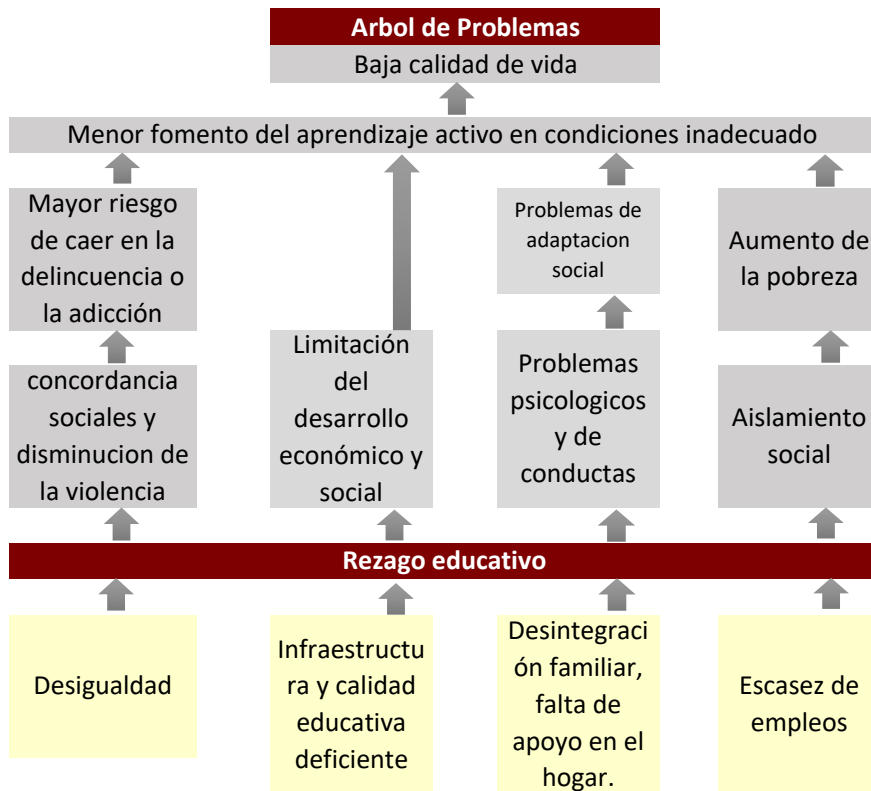 Arbol de Problemas
Baja calidad de vida
Menor fomento del aprendizaje activo en condiciones inadecuado
Mayor riesgo
de caer en la
delincuencia o
la adicción
Problemas de
adaptacion
social
Aumento de
la pobreza
concordancia
sociales y
disminucion de
la violencia
Limitación
del
desarrollo
económico y
social
Problemas
psicologicos
y de
conductas
Aislamiento
social
Rezago educativo
Desigualdad
Infraestructu
ra y calidad
educativa
deficiente
Desintegraci
ón familiar,
falta de
apoyo en el
hogar.
Escasez de
empleos